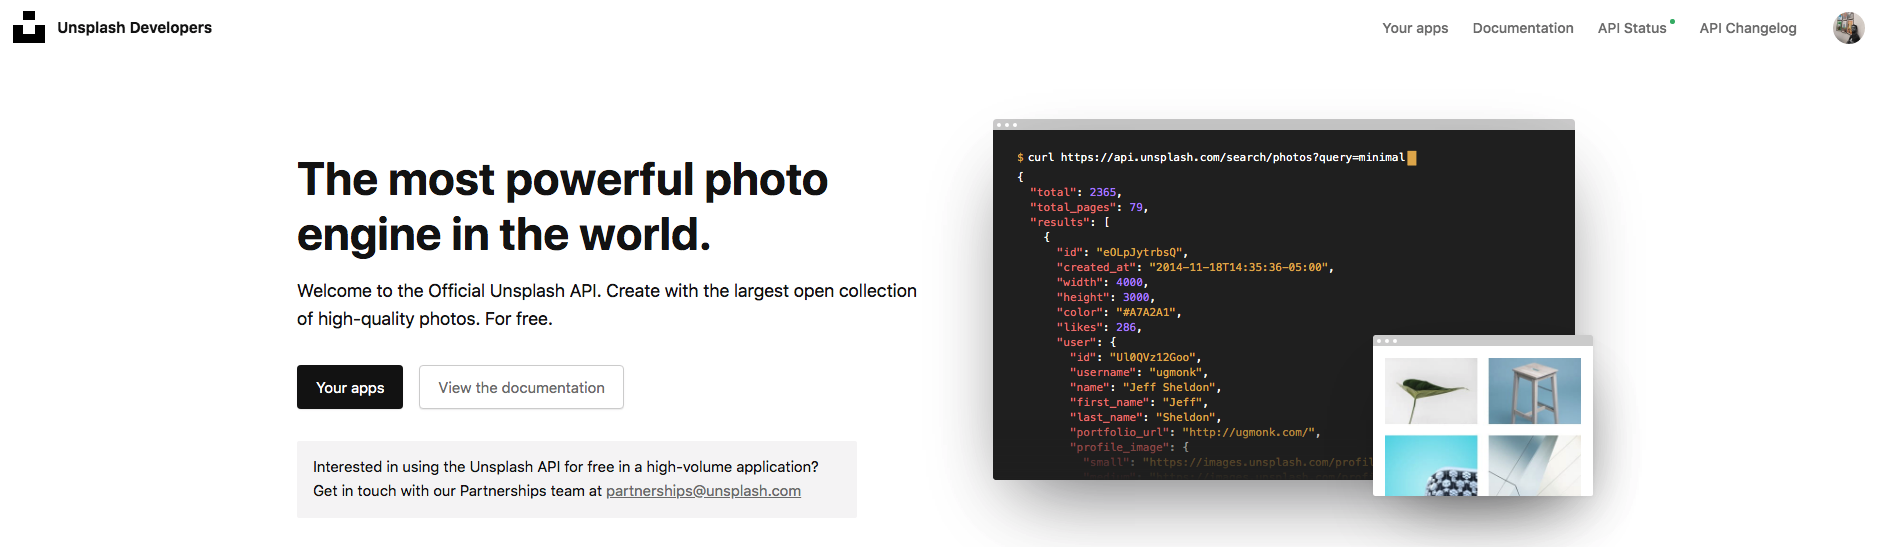 Unsplash Developers
Your apps
Documentation
API Status
API Changelog
The most powerful photo
engine in the world.
Welcome to the Official Unsplash API. Create with the largest open collection
of high-quality photos. For free.
Your apps
View the documentation
Interested in using the Unsplash API for free in a high-volume application?
Get in touch with our Partnerships team at partnerships@unsplash.com
$ curl https://api.unsplash.com/search/photos?query=minimal
{
"total": 2365,
"total_pages": 79,
"results": [
{
"id": "eOLpJytrbsQ",
"created_at": "2014-11-18T14:35:36-05:00",
"width": 4000,
"height": 3000,
"color": "#A7A2A1",
"likes": 286,
"user": {
"id": "Ul0QVz12Goo",
"username": "ugmonk",
"name": "Jeff Sheldon",
"first_name": "Jeff",
"last_name": "Sheldon",
"portfolio_url": "http://ugmonk.com/",
"profile_image": {
"small": "https://images.unsplash.com/profil